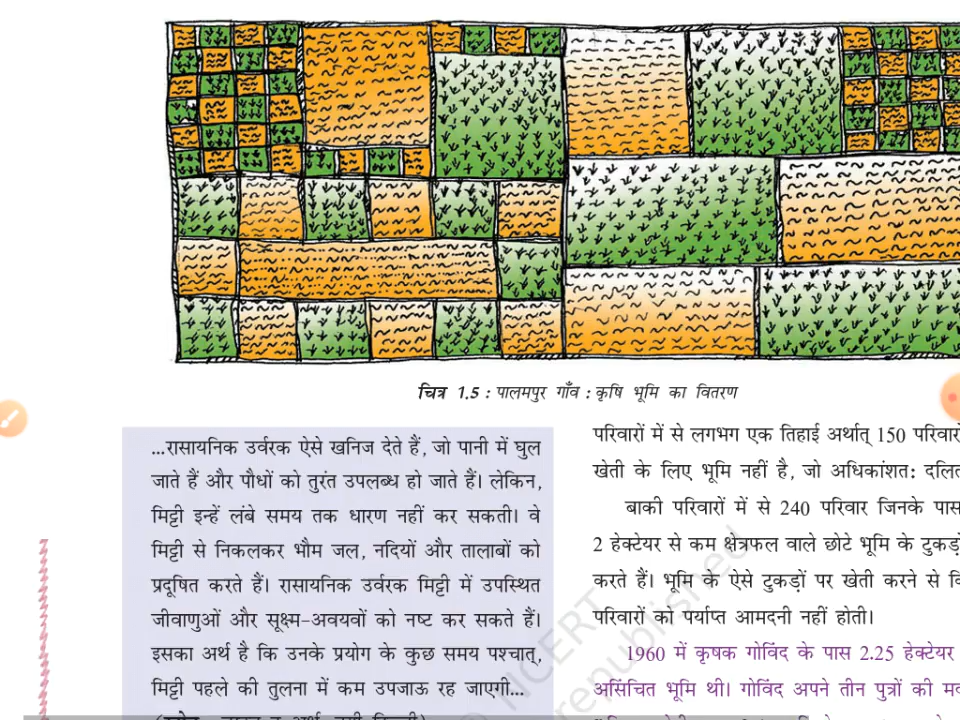 चित्र 1.5 : पालमपुर गाँव : कृषि भूमि का वितरण
...रासायनिक उर्वरक ऐसे खनिज देते हैं, जो पानी में घुल
जाते हैं और पौधों को तुरंत उपलब्ध हो जाते हैं। लेकिन,
मिट्टी इन्हें लंबे समय तक धारण नहीं कर सकती। वे
मिट्टी से निकलकर भौम जल, नदियों और तालाबों को
प्रदूषित करते हैं। रासायनिक उर्वरक मिट्टी में उपस्थित
जीवाणुओं और सूक्ष्म-अवयवों को नष्ट कर सकते हैं।
इसका अर्थ है कि उनके प्रयोग के कुछ समय पश्चात्,
मिट्टी पहले की तुलना में कम उपजाऊ रह जाएगी...
परिवारों में से लगभग एक तिहाई अर्थात् 150 परिवारों
खेती के लिए भूमि नहीं है, जो अधिकांशत: दलित
बाकी परिवारों में से 240 परिवार जिनके पास
2 हेक्टेयर से कम क्षेत्रफल वाले छोटे भूमि के टुकड़ों
करते हैं। भूमि के ऐसे टुकड़ों पर खेती करने से
परिवारों को पर्याप्त आमदनी नहीं होती।
1960 में कृषक गोविंद के पास 2.25 हेक्टेयर
असिंचित भूमि थी। गोविंद अपने तीन पुत्रों की
© NCERT
republished